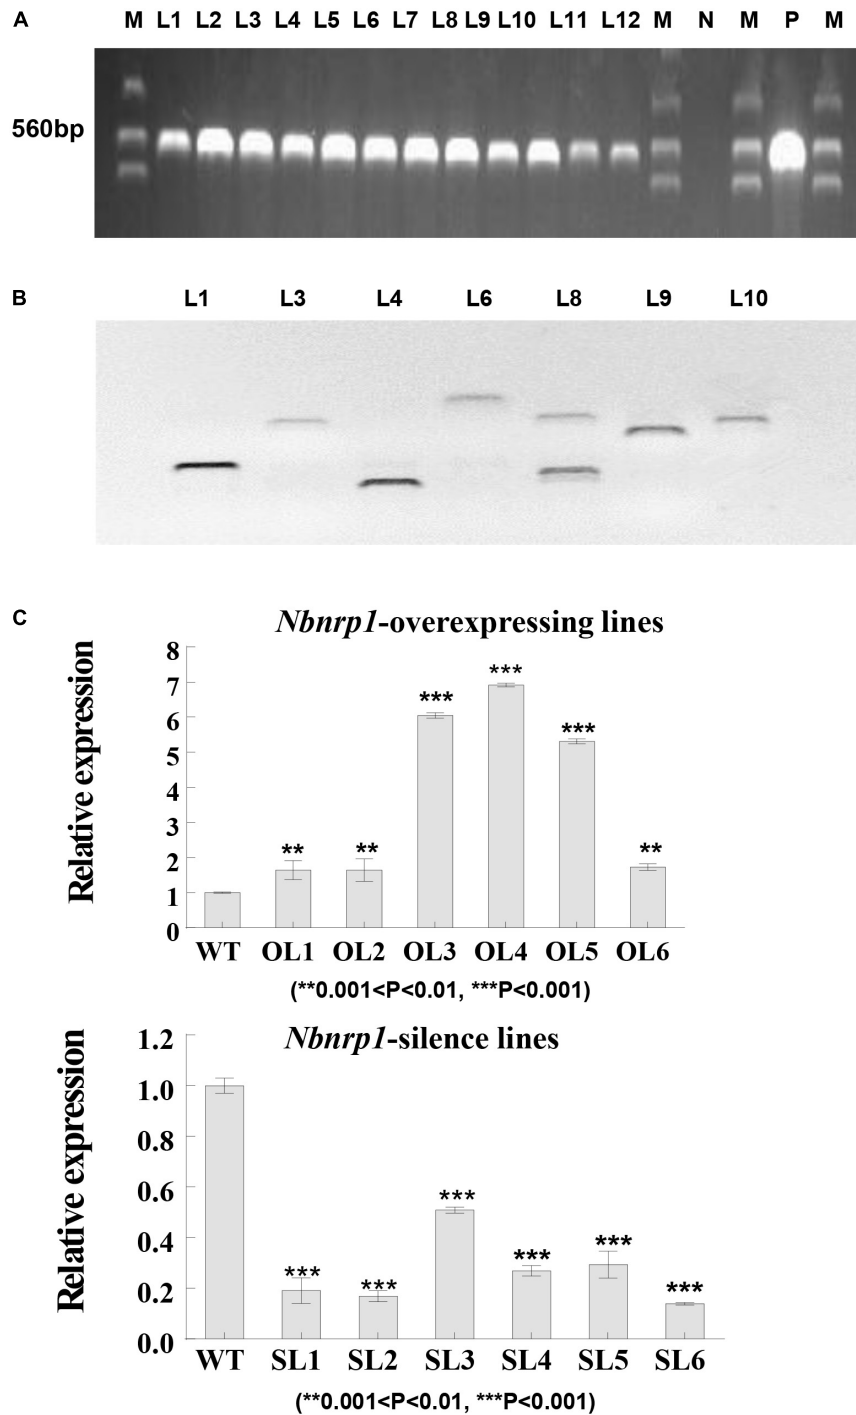 A M L1 L2 L3 L4 L5 L6 L7 L8 L9 L10 L11 L12 M N M P M
560bp
B L1 L3 L4 L6 L8 L9 L10
C
Nbnrp1-overexpressing lines
Relative expression
8
7
6
5
4
3
2
1
0
*** *** *** ** ** **
WT OL1 OL2 OL3 OL4 OL5 OL6
(**0.001<P<0.01, ***P<0.001)
Nbnrp1-silence lines
Relative expression
1.2
1.0
0.8
0.6
0.4
0.2
0.0
*** *** *** *** *** ***
WT SL1 SL2 SL3 SL4 SL5 SL6
(**0.001<P<0.01, ***P<0.001)